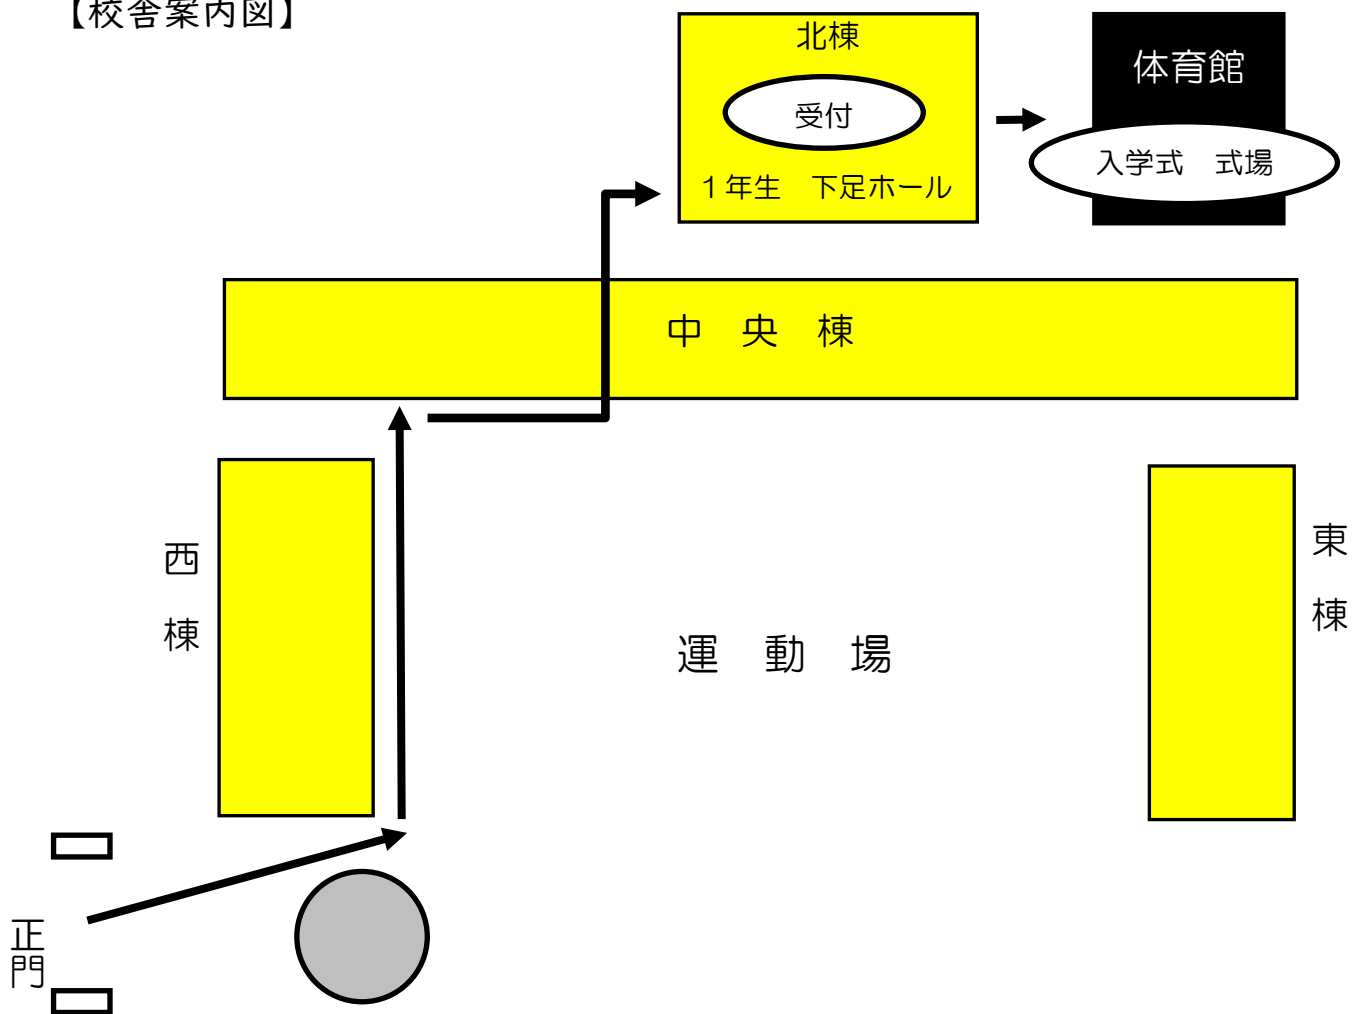 【校舎案内図】
北棟
受付
１年生　下足ホール
体育館
入学式　式場
中　央　棟
西
棟
運　動　場
東
棟
正
門